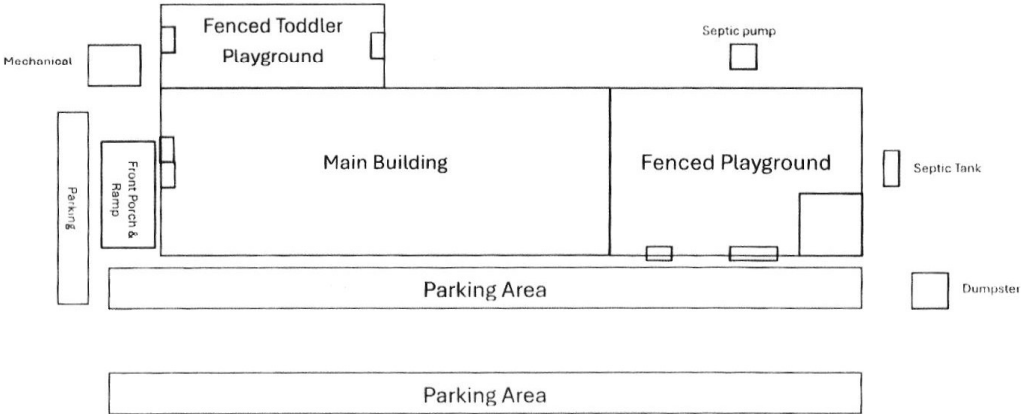 Fenced Toddler
Playground
Septic pump
Mechanical
Main Building
Fenced Playground
Septic Tank
Front Porch &
Ramp
Parking
Parking Area
Dumpster
Parking Area